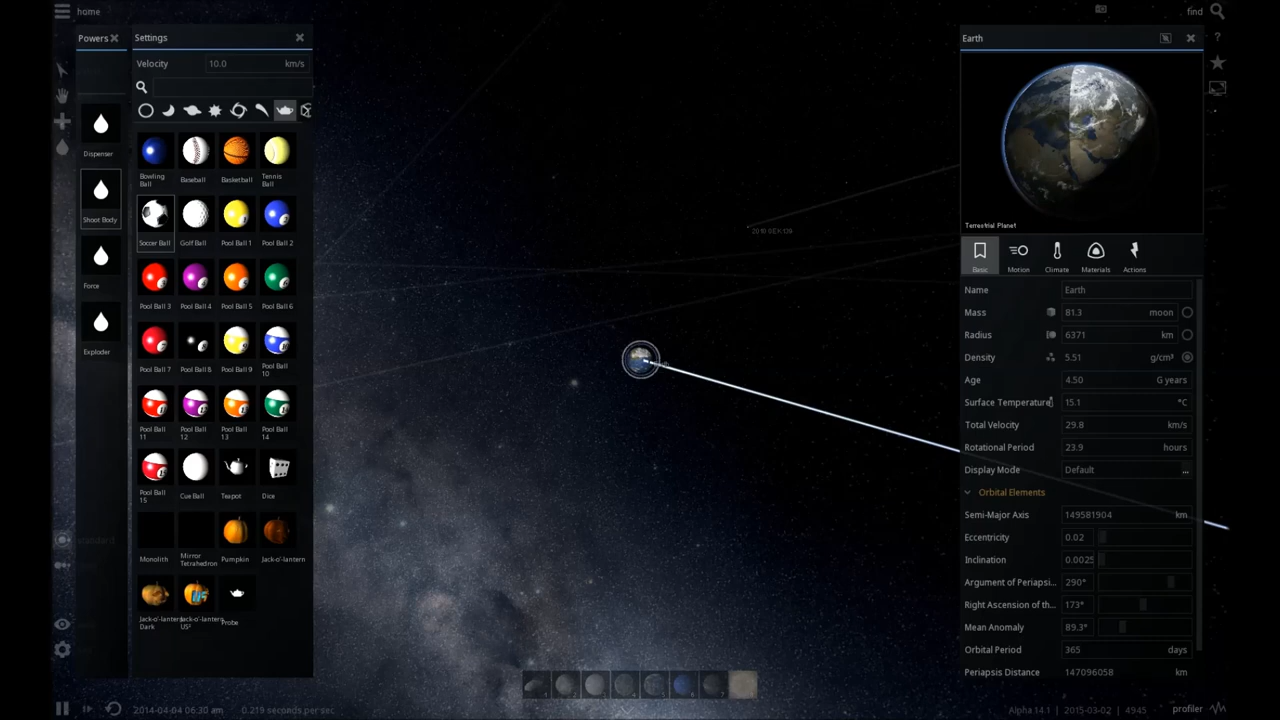 home
find
Powers
Dispenser
Shoot Body
Force
Exploder
Settings
Velocity 10.0 km/s
Bowling Ball
Baseball
Basketball
Tennis Ball
Soccer Ball
Golf Ball
Pool Ball 1
Pool Ball 2
Pool Ball 3
Pool Ball 4
Pool Ball 5
Pool Ball 6
Pool Ball 7
Pool Ball 8
Pool Ball 9
Pool Ball 10
Pool Ball 11
Pool Ball 12
Pool Ball 13
Pool Ball 14
Pool Ball 15
Cue Ball
Teapot
Dice
Monolith
Mirror Tetrahedron
Pumpkin
Jack-o'-lantern
Jack-o'-lantern Dark
Jack-o'-lantern US²
Probe
Earth
Terrestrial Planet
Basic
Motion
Climate
Materials
Actions
Name Earth
Mass 81.3 moon
Radius 6371 km
Density 5.51 g/cm³
Age 4.50 G years
Surface Temperature 15.1 °C
Total Velocity 29.8 km/s
Rotational Period 23.9 hours
Display Mode Default ...
Orbital Elements
Semi-Major Axis 149581904 km
Eccentricity 0.02
Inclination 0.0025
Argument of Periapsi... 290°
Right Ascension of th... 173°
Mean Anomaly 89.3°
Orbital Period 365 days
Periapsis Distance 147096058 km
2014-04-04 06:30 am 0.219 seconds per sec
Alpha 14.1 | 2015-03-02 | 4945
profiler